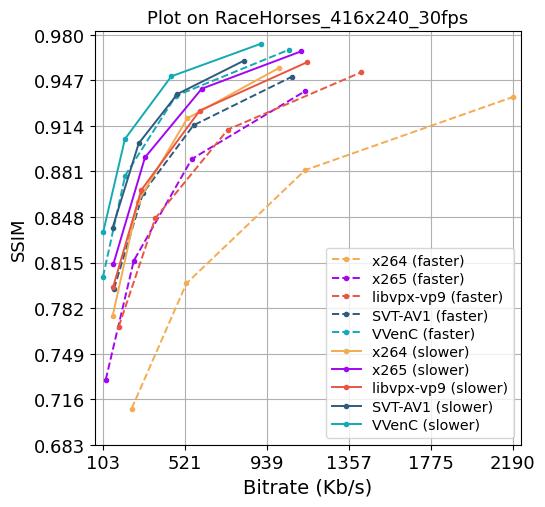 Plot on RaceHorses_416x240_30fps
SSIM
0.980
0.947
0.914
0.881
0.848
0.815
0.782
0.749
0.716
0.683
x264 (faster)
x265 (faster)
libvpx-vp9 (faster)
SVT-AV1 (faster)
VVenC (faster)
x264 (slower)
x265 (slower)
libvpx-vp9 (slower)
SVT-AV1 (slower)
VVenC (slower)
103 521 939 1357 1775 2190
Bitrate (Kb/s)